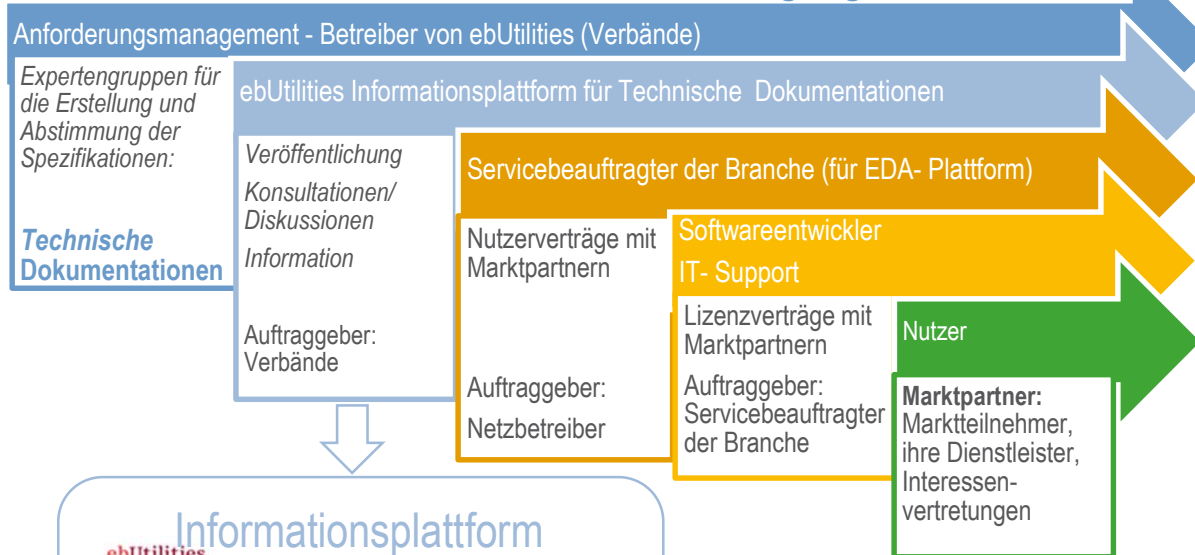 Anforderungsmanagement - Betreiber von ebUtilities (Verbände)
Expertengruppen für
die Erstellung und
Abstimmung der
Spezifikationen:
Technische
Dokumentationen
ebUtilities Informationsplattform für Technische Dokumentationen
Veröffentlichung
Konsultationen/
Diskussionen
Information
Auftraggeber:
Verbände
Servicebeauftragter der Branche (für EDA- Plattform)
Nutzerverträge mit
Marktpartnern
Auftraggeber:
Netzbetreiber
Softwareentwickler
IT- Support
Lizenzverträge mit
Marktpartnern
Auftraggeber:
Servicebeauftragter
der Branche
Nutzer
Marktpartner:
Marktteilnehmer,
ihre Dienstleister,
Interessen-
vertretungen
Informationsplattform
ebUtilities